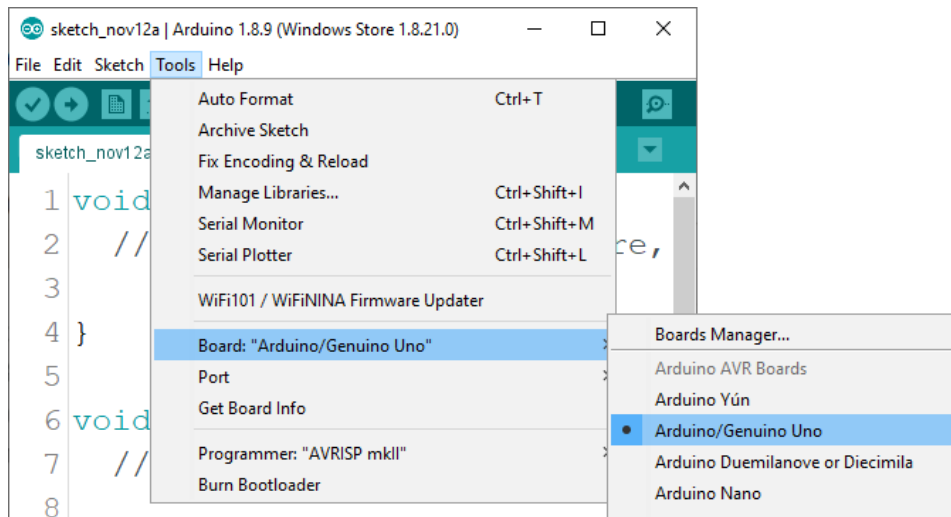 sketch_nov12a | Arduino 1.8.9 (Windows Store 1.8.21.0)
File Edit Sketch Tools Help
sketch_nov12a
Auto Format Ctrl+T
Archive Sketch
Fix Encoding & Reload
Manage Libraries... Ctrl+Shift+I
Serial Monitor Ctrl+Shift+M
Serial Plotter Ctrl+Shift+L
WiFi101 / WiFiNINA Firmware Updater
Board: "Arduino/Genuino Uno"
Port
Get Board Info
Programmer: "AVRISP mkII"
Burn Bootloader
Boards Manager...
Arduino AVR Boards
Arduino Yún
Arduino/Genuino Uno
Arduino Duemilanove or Diecimila
Arduino Nano
1 void
2 // re,
3
4 }
5
6 void
7 //
8